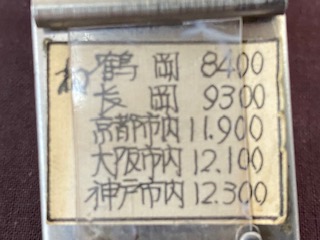 鶴岡 8400
長岡 9300
京都市内 11.900
大阪市内 12.100
神戸市内 12.300